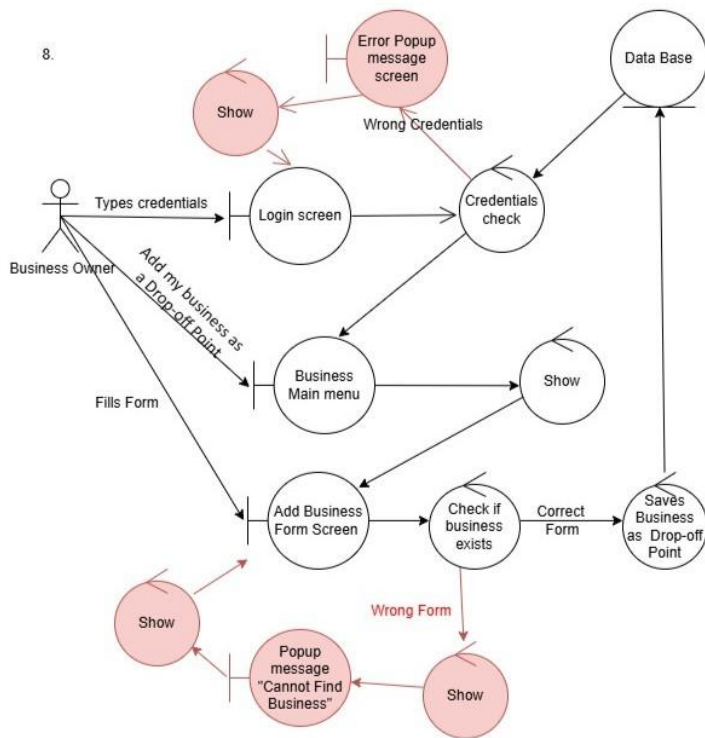 8.
Error Popup
message
screen
Data Base
Show
Wrong Credentials
Types credentials
Login screen
Credentials
check
Business Owner
Add my business as
a Drop-off Point
Business
Main menu
Show
Fills Form
Add Business
Form Screen
Check if
business
exists
Correct
Form
Saves
Business
as Drop-off
Point
Wrong Form
Show
Popup
message
"Cannot Find
Business"
Show